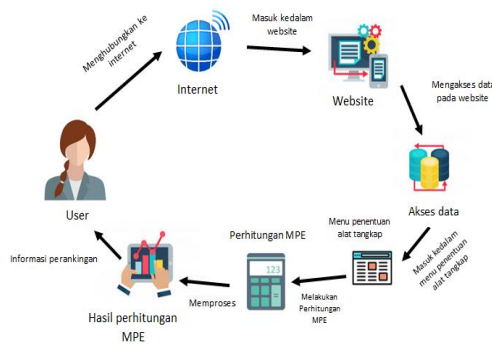 Menghubungkan ke
internet
Internet
Masuk kedalam
website
Website
Mengakses data
pada website
Akses data
Masuk kedalam
menu penentuan
alat tangkap
Menu penentuan
alat tangkap
Melakukan
Perhitungan
MPE
Perhitungan MPE
123
Memproses
Hasil perhitungan
MPE
Informasi perankingan
User